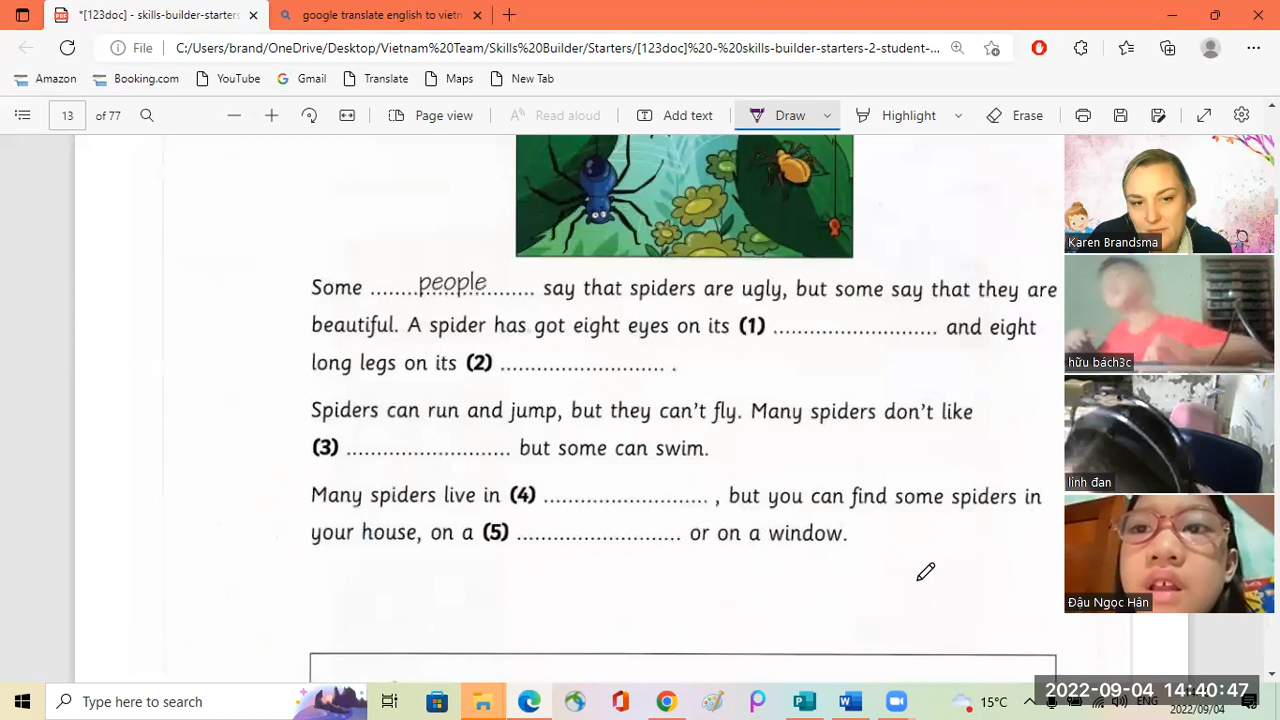 *[123doc] - skills-builder-starters
google translate english to vietn
File
C:/Users/brand/OneDrive/Desktop/Vietnam%20Team/Skills%20Builder/Starters/[123doc]%20-%20skills-builder-starters-2-student-...
Amazon
Booking.com
YouTube
Gmail
Translate
Maps
New Tab
13 of 77
Page view
Read aloud
Add text
Draw
Highlight
Erase
Karen Brandsma
hữu bách3c
linh đan
Đậu Ngọc Hân
Some ........people........ say that spiders are ugly, but some say that they are
beautiful. A spider has got eight eyes on its (1) ........................... and eight
long legs on its (2) ........................... .
Spiders can run and jump, but they can't fly. Many spiders don't like
(3) ........................... but some can swim.
Many spiders live in (4) ........................... , but you can find some spiders in
your house, on a (5) ........................... or on a window.
Type here to search
15°C
ENG
2022-09-04 14:40:47
2022/09/04